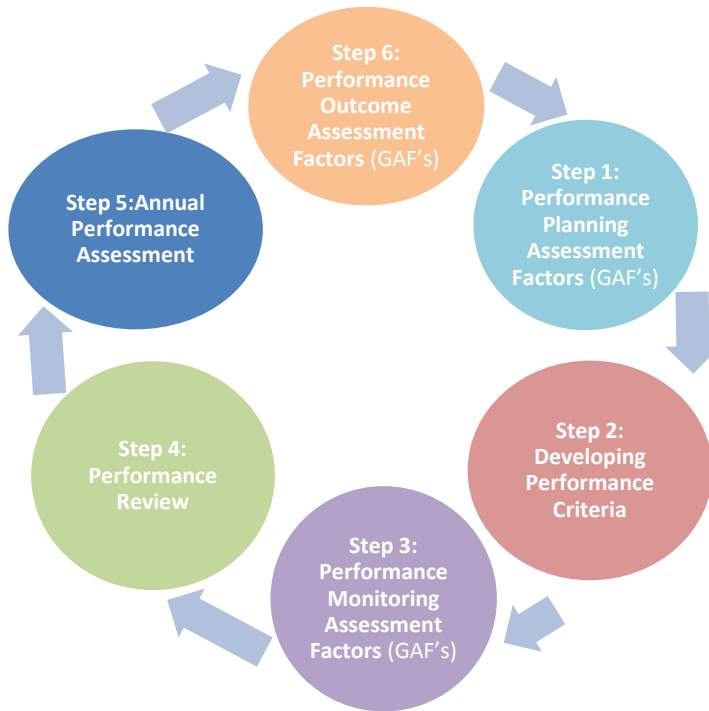 Step 6:
Performance
Outcome
Assessment
Factors (GAF's)
Step 1:
Performance
Planning
Assessment
Factors (GAF's)
Step 2:
Developing
Performance
Criteria
Step 3:
Performance
Monitoring
Assessment
Factors (GAF's)
Step 4:
Performance
Review
Step 5:Annual
Performance
Assessment